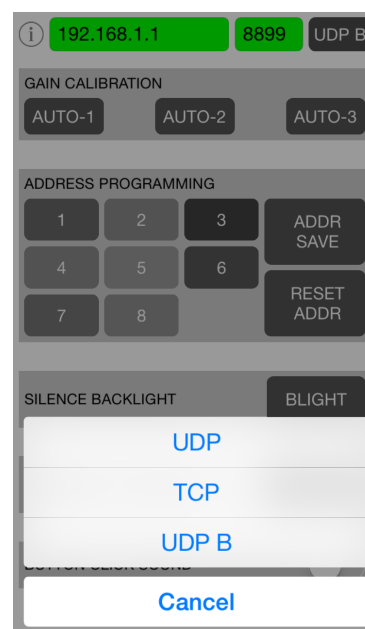 i 192.168.1.1 8899 UDP B
GAIN CALIBRATION
AUTO-1 AUTO-2 AUTO-3
ADDRESS PROGRAMMING
1 2 3 ADDR SAVE
4 5 6
7 8 RESET ADDR
SILENCE BACKLIGHT BLIGHT
UDP
TCP
UDP B
Cancel